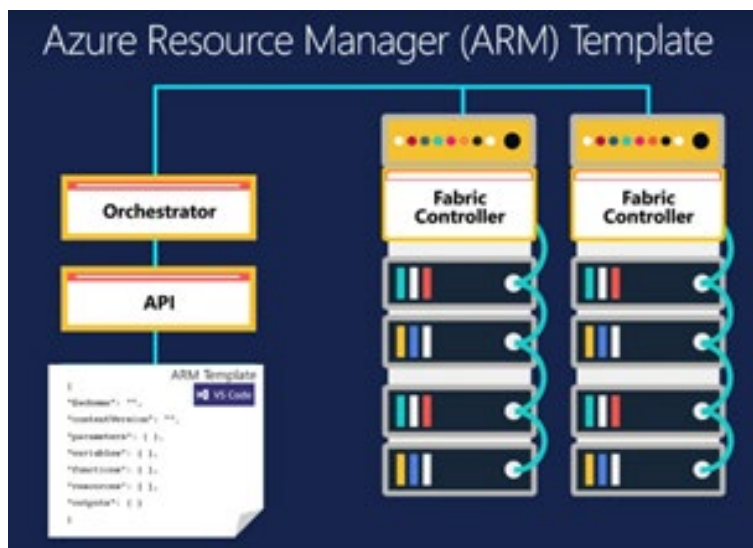 Azure Resource Manager (ARM) Template
Orchestrator
API
ARM Template
VS Code
{
"$schema": "",
"contentVersion": "",
"parameters": { },
"variables": { },
"functions": { },
"resources": { },
"outputs": { }
}
Fabric
Controller
Fabric
Controller